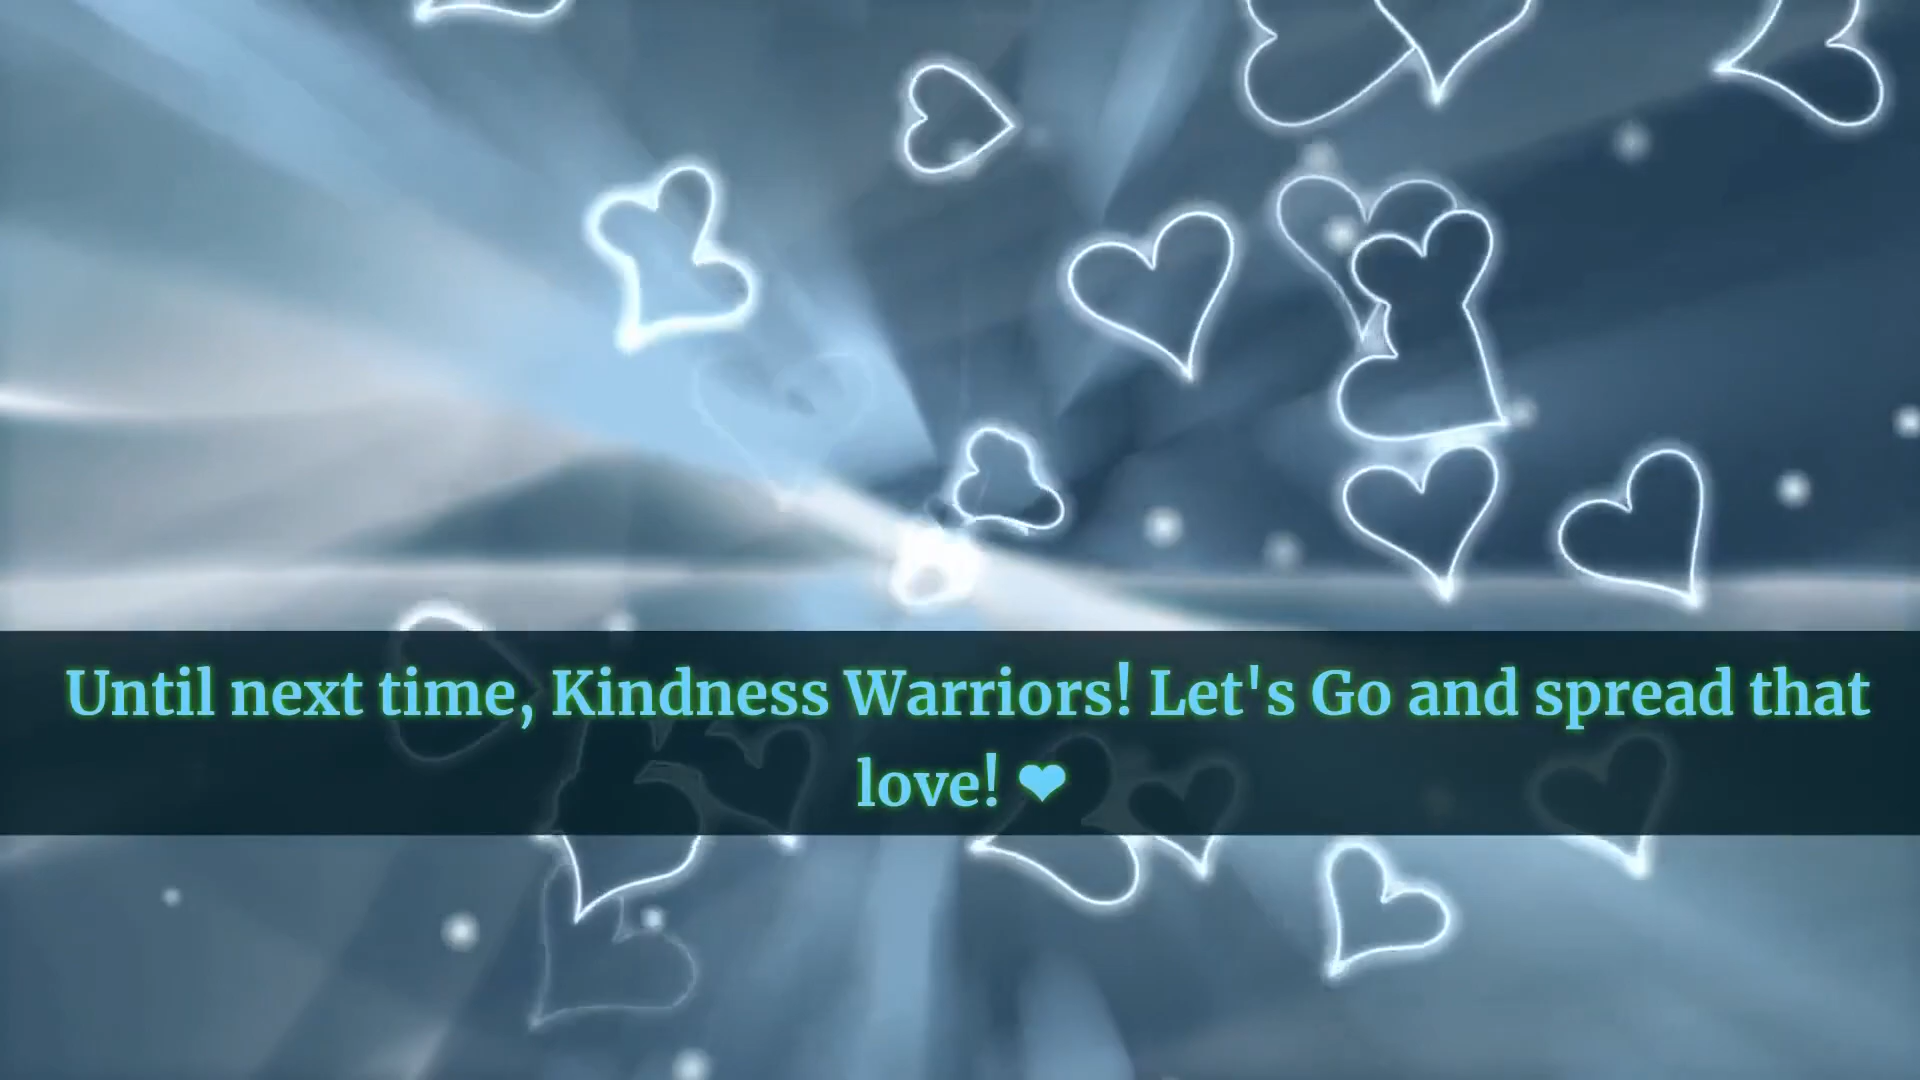 Until next time, Kindness Warriors! Let's Go and spread that
love! ❤